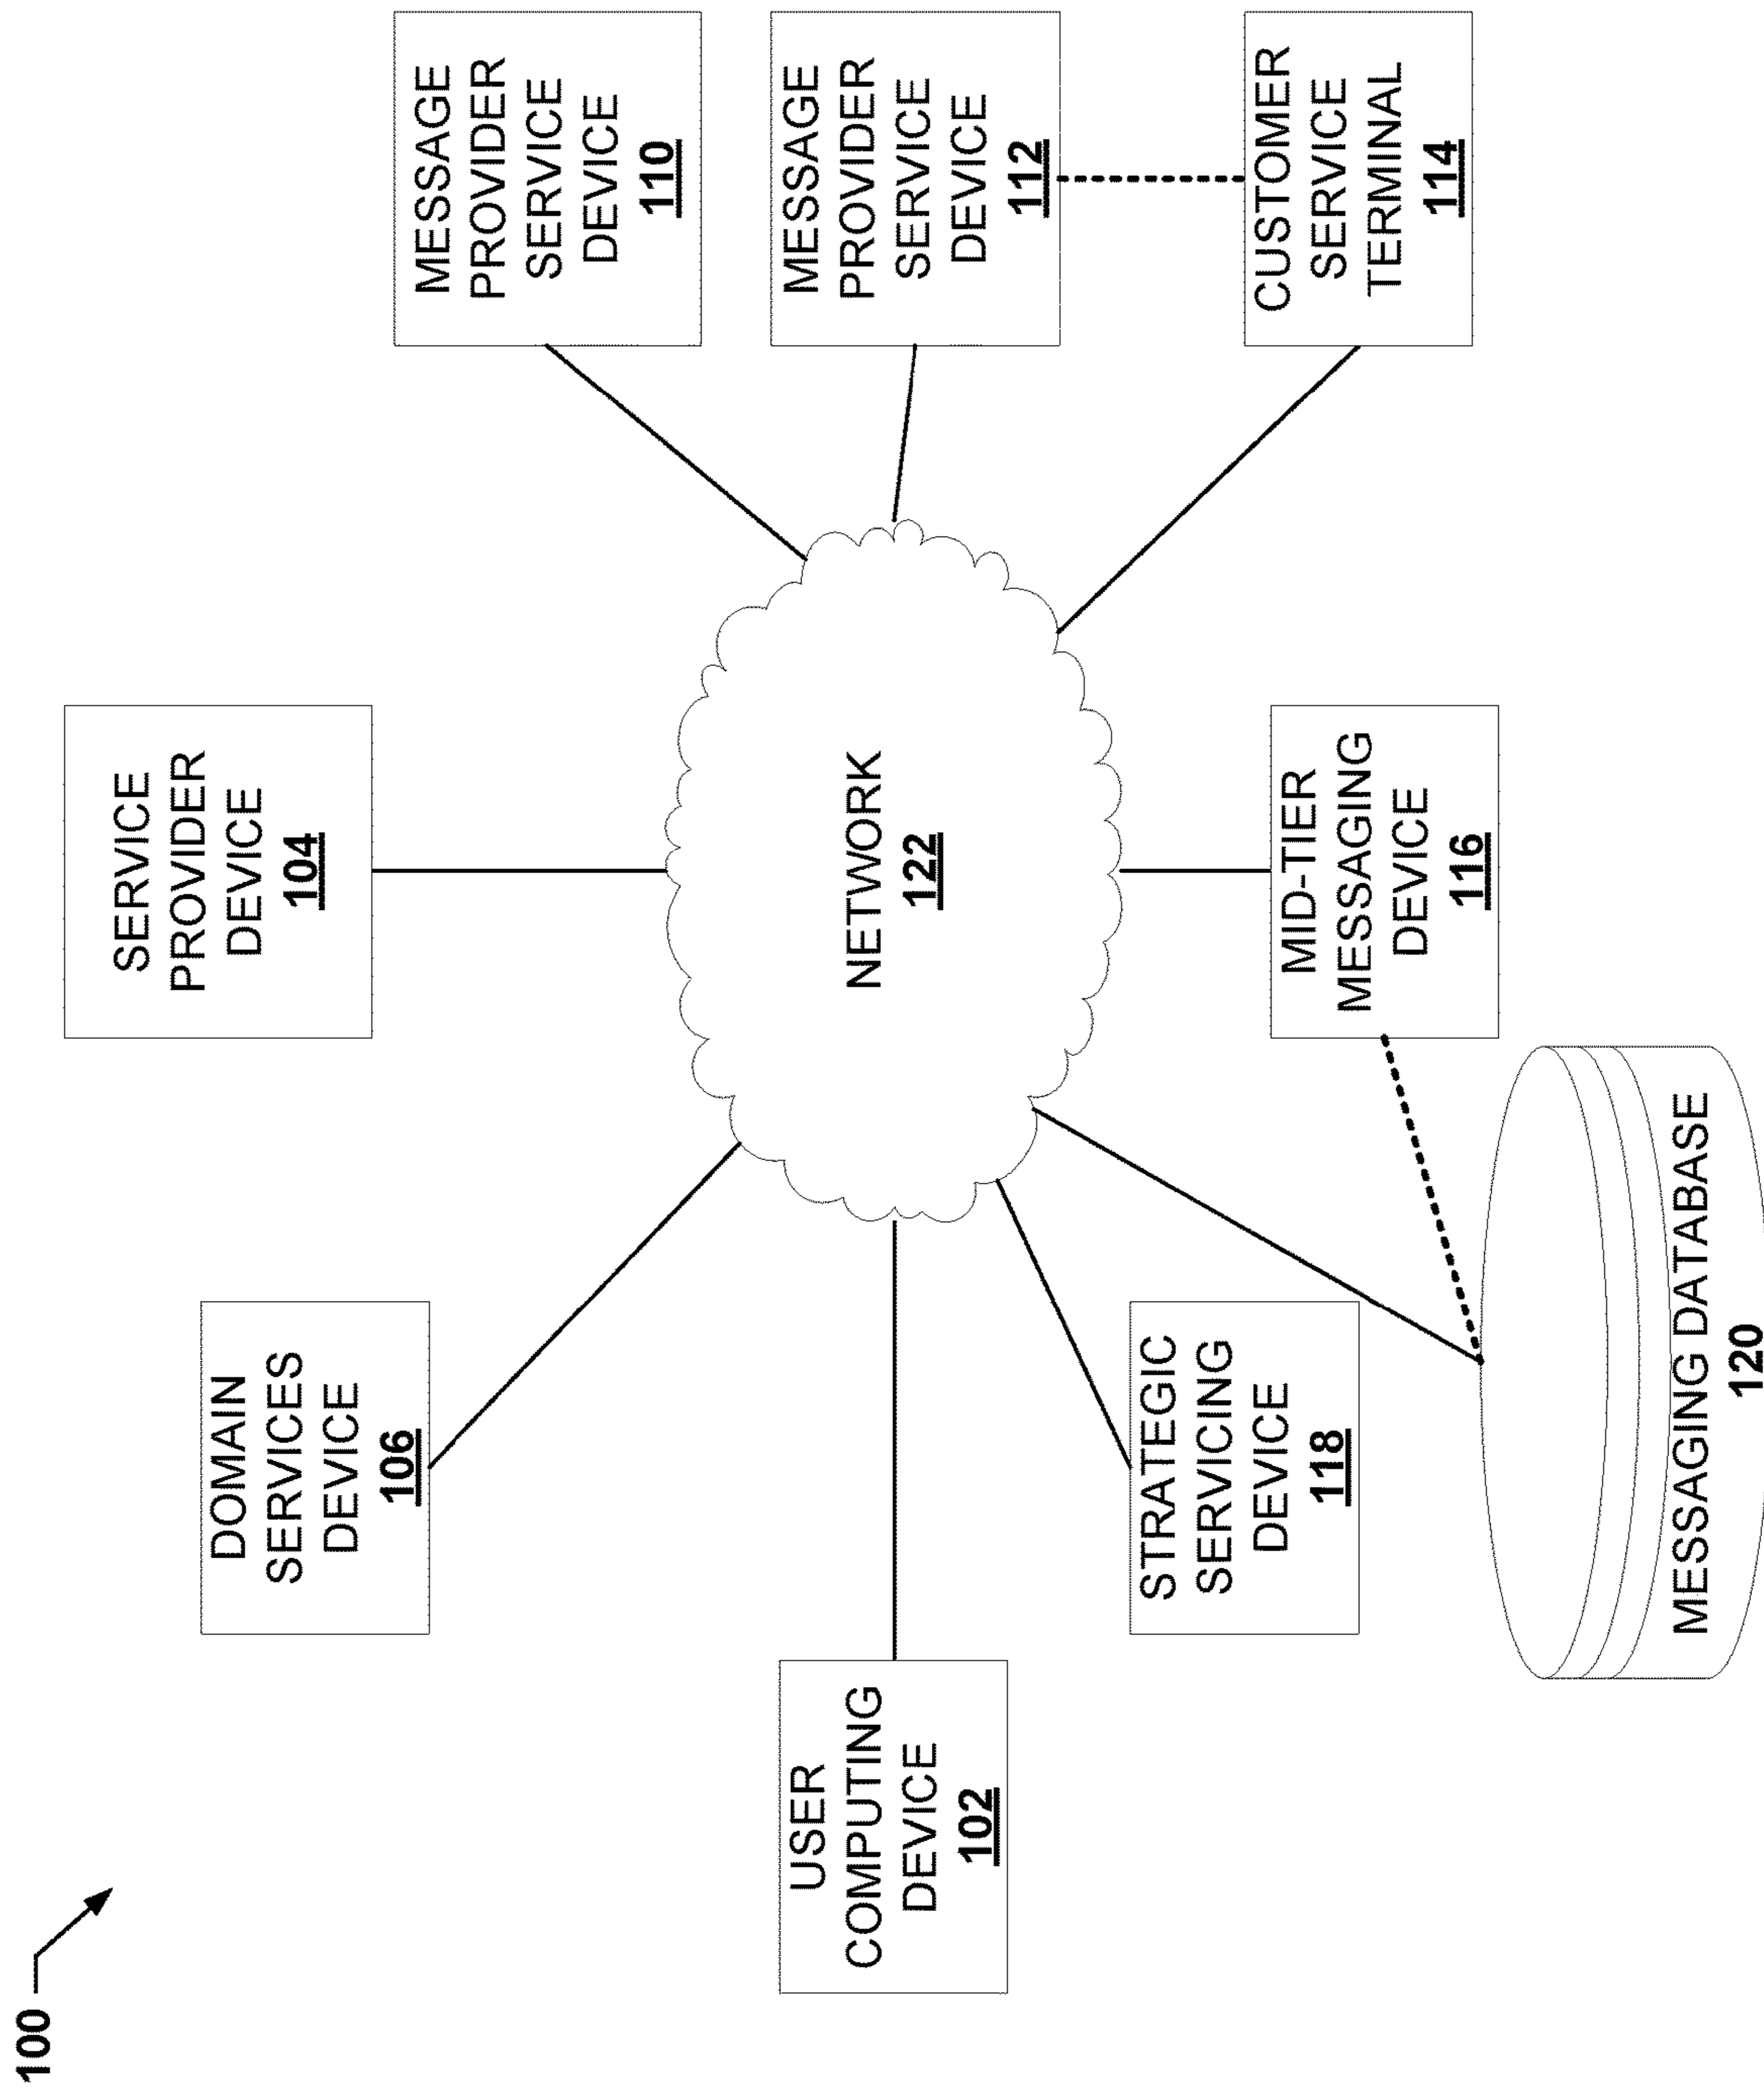 100
SERVICE
PROVIDER
DEVICE
104
DOMAIN
SERVICES
DEVICE
106
MESSAGE
PROVIDER
SERVICE
DEVICE
110
USER
COMPUTING
DEVICE
102
NETWORK
122
MESSAGE
PROVIDER
SERVICE
DEVICE
112
STRATEGIC
SERVICING
DEVICE
118
MID-TIER
MESSAGING
DEVICE
116
CUSTOMER
SERVICE
TERMINAL
114
MESSAGING DATABASE
120